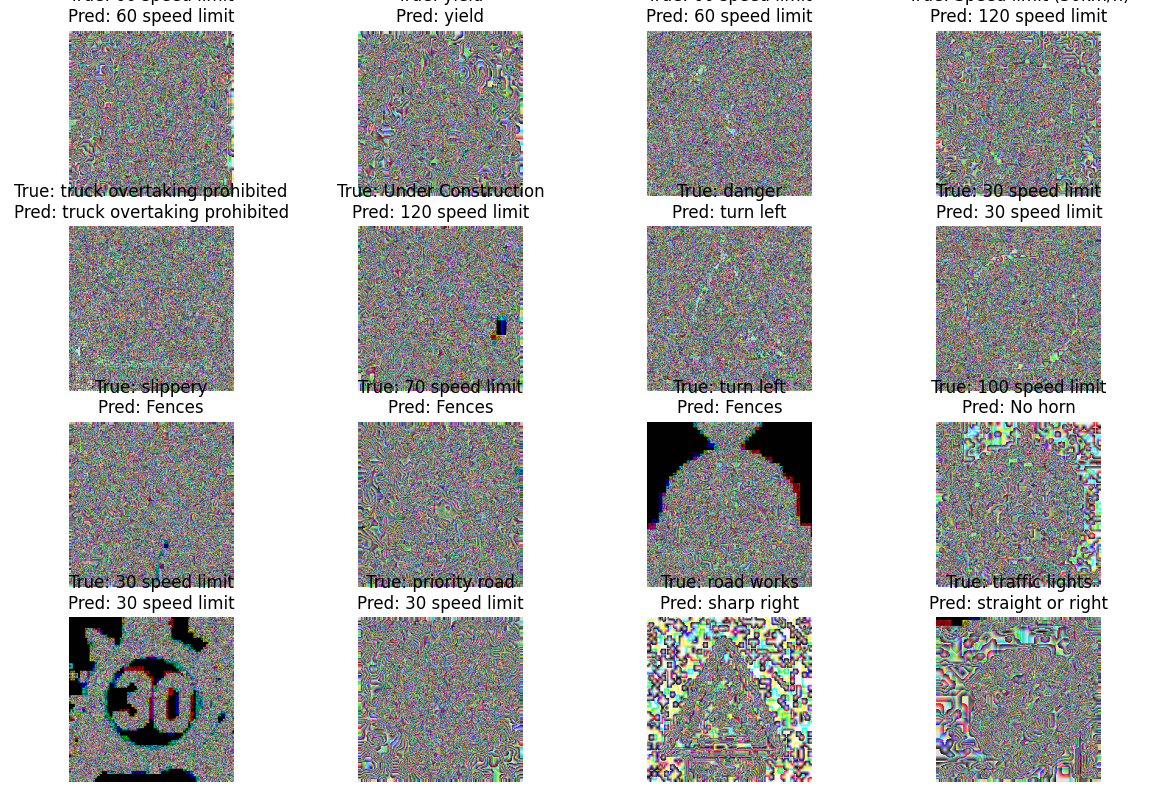 Pred: 60 speed limit
Pred: yield
Pred: 60 speed limit
Pred: 120 speed limit
True: truck overtaking prohibited
Pred: truck overtaking prohibited
True: Under Construction
Pred: 120 speed limit
True: danger
Pred: turn left
True: 30 speed limit
Pred: 30 speed limit
True: slippery
Pred: Fences
True: 70 speed limit
Pred: Fences
True: turn left
Pred: Fences
True: 100 speed limit
Pred: No horn
True: 30 speed limit
Pred: 30 speed limit
True: priority road
Pred: 30 speed limit
True: road works
Pred: sharp right
True: traffic lights
Pred: straight or right
30